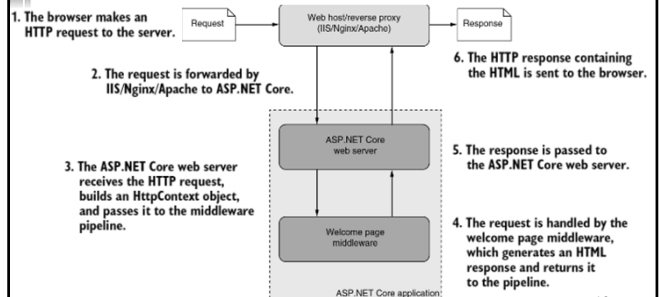 1. The browser makes an
HTTP request to the server.
Request
Web host/reverse proxy
(IIS/Nginx/Apache)
Response
2. The request is forwarded by
IIS/Nginx/Apache to ASP.NET Core.
6. The HTTP response containing
the HTML is sent to the browser.
3. The ASP.NET Core web server
receives the HTTP request,
builds an HttpContext object,
and passes it to the middleware
pipeline.
ASP.NET Core
web server
5. The response is passed to
the ASP.NET Core web server.
Welcome page
middleware
4. The request is handled by the
welcome page middleware,
which generates an HTML
response and returns it
to the pipeline.
ASP.NET Core application